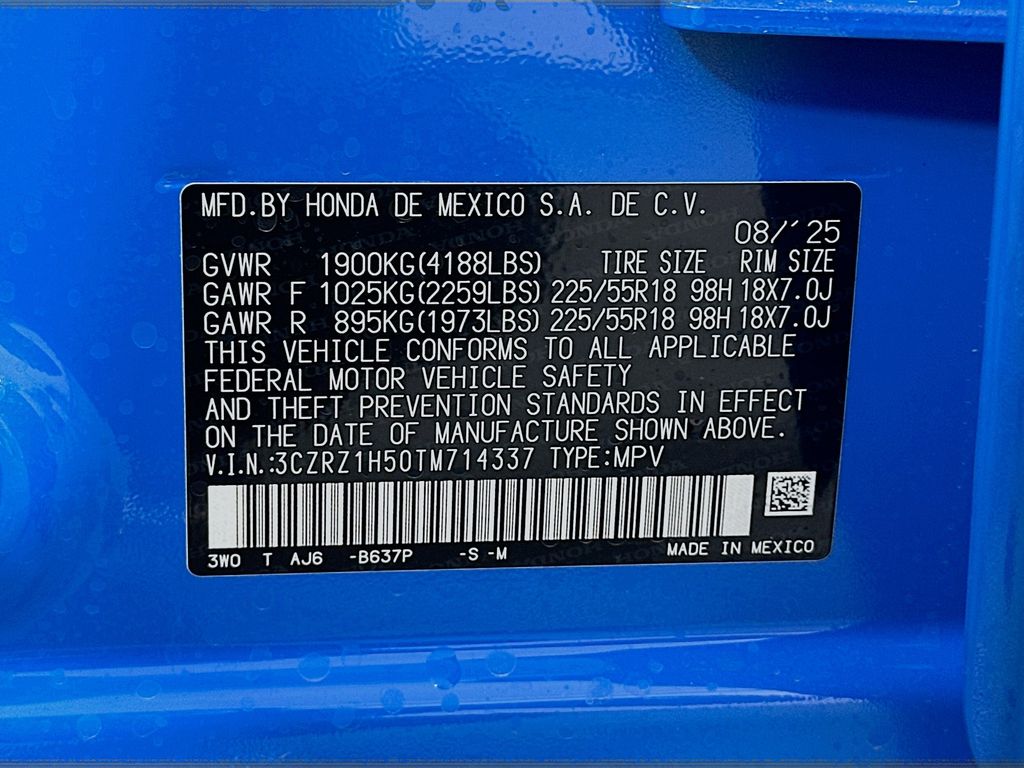 MFD.BY HONDA DE MEXICO S.A. DE C.V.
08/´25
GVWR 1900KG(4188LBS) TIRE SIZE RIM SIZE
GAWR F 1025KG(2259LBS) 225/55R18 98H 18X7.0J
GAWR R 895KG(1973LBS) 225/55R18 98H 18X7.0J
THIS VEHICLE CONFORMS TO ALL APPLICABLE
FEDERAL MOTOR VEHICLE SAFETY
AND THEFT PREVENTION STANDARDS IN EFFECT
ON THE DATE OF MANUFACTURE SHOWN ABOVE.
V.I.N.:3CZRZ1H50TM714337 TYPE:MPV
3W0 T AJ6 -B637P -S -M MADE IN MEXICO